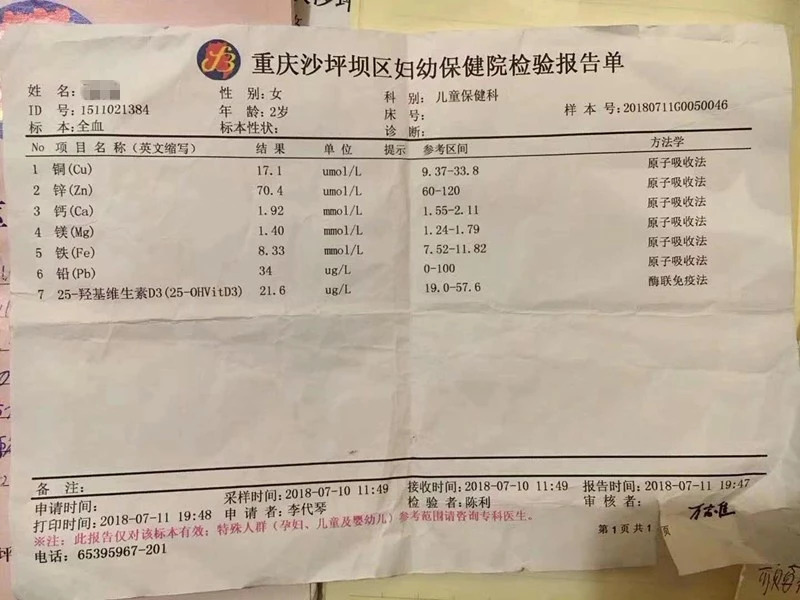 重庆沙坪坝区妇幼保健院检验报告单
姓 名: 性 别:女 科 别: 儿童保健科
ID 号:1511021384 年 龄:2岁 床 号: 样 本 号:20180711G0050046
标 本:全血 标本性状: 诊 断:
No 项 目 名 称(英文缩写) 结 果 单 位 提示 参考区间 方法学
1 铜(Cu) 17.1 umol/L 9.37-33.8 原子吸收法
2 锌(Zn) 70.4 umol/L 60-120 原子吸收法
3 钙(Ca) 1.92 mmol/L 1.55-2.11 原子吸收法
4 镁(Mg) 1.40 mmol/L 1.24-1.79 原子吸收法
5 铁(Fe) 8.33 mmol/L 7.52-11.82 原子吸收法
6 铅(Pb) 34 ug/L 0-100 原子吸收法
7 25-羟基维生素D3(25-OHVitD3) 21.6 ug/L 19.0-57.6 酶联免疫法
备 注:
申请时间: 采样时间:2018-07-10 11:49 接收时间:2018-07-10 11:49 报告时间:2018-07-11 19:47
打印时间:2018-07-11 19:48 申 请 者:李代琴 检 验 者:陈利 审 核 者:
※注: 此报告仅对该标本有效; 特殊人群(孕妇、儿童及婴幼儿)参考范围请咨询专科医生。
电话: 65395967-201 第1页 共1 页